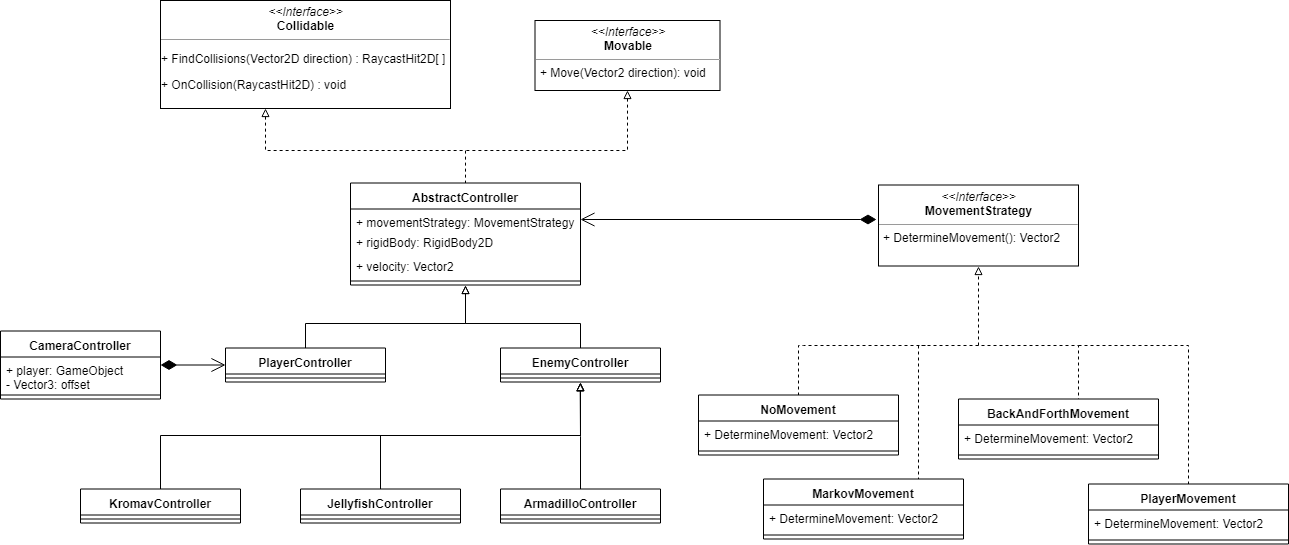 <<Interface>>
Collidable
+ FindCollisions(Vector2D direction) : RaycastHit2D[ ]
+ OnCollision(RaycastHit2D) : void
<<Interface>>
Movable
+ Move(Vector2 direction): void
AbstractController
+ movementStrategy: MovementStrategy
+ rigidBody: RigidBody2D
+ velocity: Vector2
<<Interface>>
MovementStrategy
+ DetermineMovement(): Vector2
CameraController
+ player: GameObject
- Vector3: offset
PlayerController
EnemyController
NoMovement
+ DetermineMovement: Vector2
BackAndForthMovement
+ DetermineMovement: Vector2
KromavController
JellyfishController
ArmadilloController
MarkovMovement
+ DetermineMovement: Vector2
PlayerMovement
+ DetermineMovement: Vector2